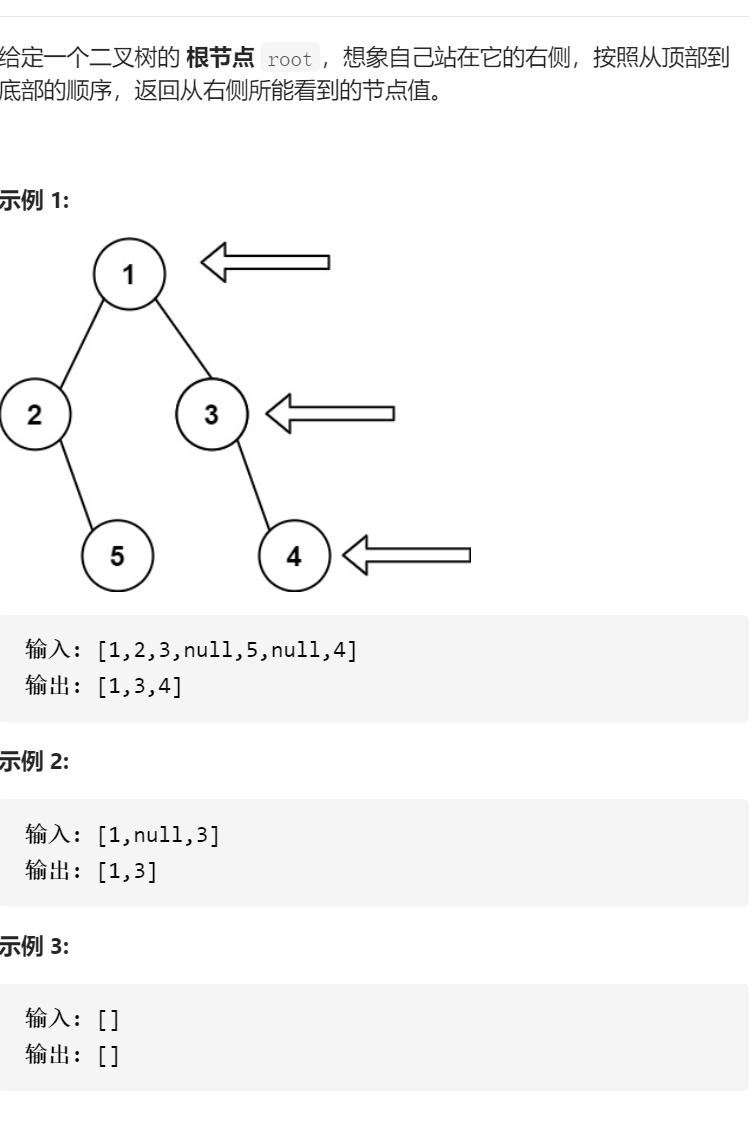 给定一个二叉树的 根节点 root，想象自己站在它的右侧，按照从顶部到
底部的顺序，返回从右侧所能看到的节点值。
示例 1:
1
2
3
5
4
输入: [1,2,3,null,5,null,4]
输出: [1,3,4]
示例 2:
输入: [1,null,3]
输出: [1,3]
示例 3:
输入: []
输出: []